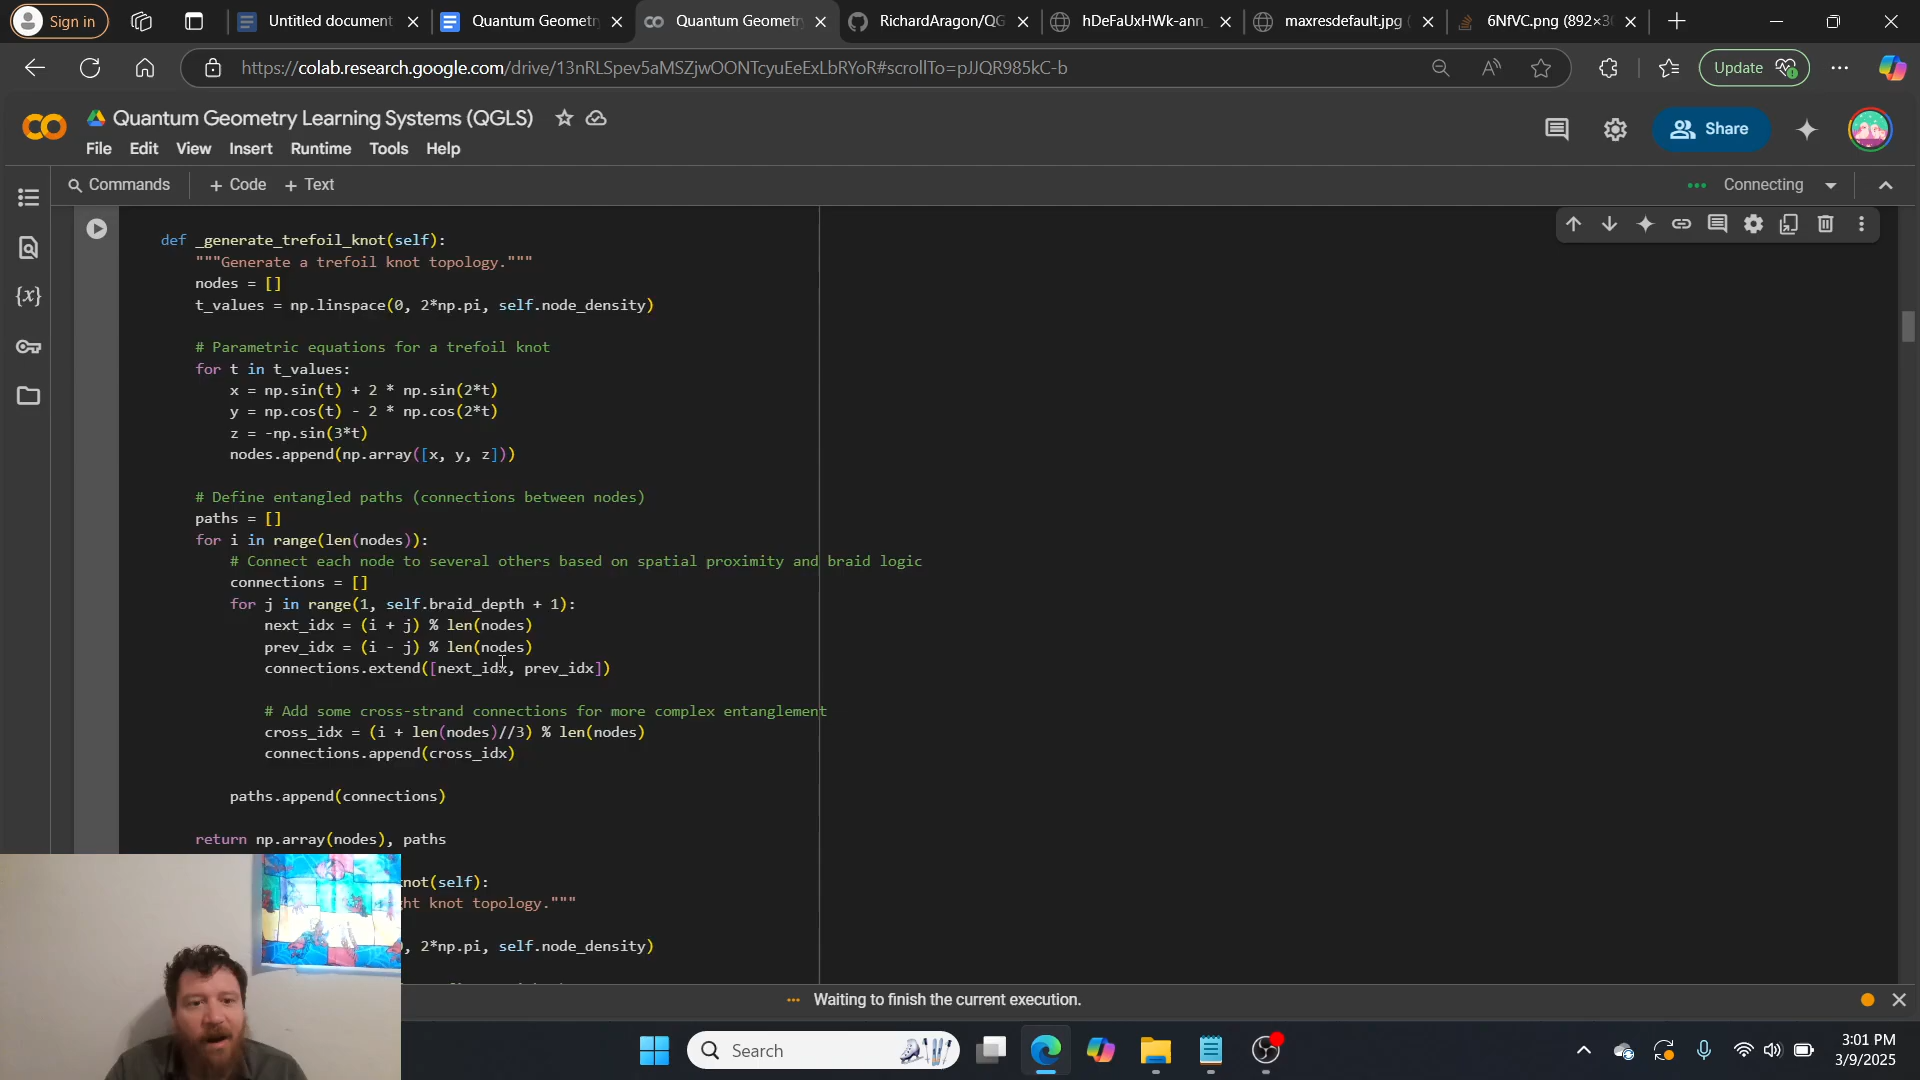 Sign in
Untitled document
Quantum Geometr
Quantum Geometr
RichardAragon/QG
hDeFaUxHWk-ann_
maxresdefault.jpg (
6NfVC.png (892×3
https://colab.research.google.com/drive/13nRLSpev5aMSZjwOONTcyuEeExLbRYoR#scrollTo=pJJQR985kC-b
Update
Quantum Geometry Learning Systems (QGLS)
File Edit View Insert Runtime Tools Help
Share
Commands + Code + Text
Connecting
def _generate_trefoil_knot(self):
"""Generate a trefoil knot topology."""
nodes = []
t_values = np.linspace(0, 2*np.pi, self.node_density)
# Parametric equations for a trefoil knot
for t in t_values:
x = np.sin(t) + 2 * np.sin(2*t)
y = np.cos(t) - 2 * np.cos(2*t)
z = -np.sin(3*t)
nodes.append(np.array([x, y, z]))
# Define entangled paths (connections between nodes)
paths = []
for i in range(len(nodes)):
# Connect each node to several others based on spatial proximity and braid logic
connections = []
for j in range(1, self.braid_depth + 1):
next_idx = (i + j) % len(nodes)
prev_idx = (i - j) % len(nodes)
connections.extend([next_idx, prev_idx])
# Add some cross-strand connections for more complex entanglement
cross_idx = (i + len(nodes)//3) % len(nodes)
connections.append(cross_idx)
paths.append(connections)
return np.array(nodes), paths
knot(self):
ght knot topology."""
, 2*np.pi, self.node_density)
Waiting to finish the current execution.
Search
3:01 PM
3/9/2025